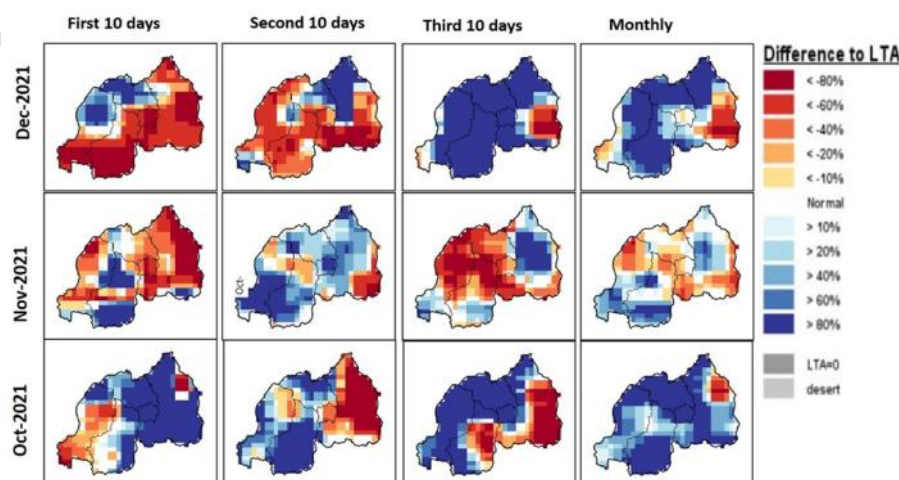 First 10 days
Second 10 days
Third 10 days
Monthly
Dec-2021
Nov-2021
Oct-2021
Oct-
Difference to LTA
< -80%
< -60%
< -40%
< -20%
< -10%
Normal
> 10%
> 20%
> 40%
> 60%
> 80%
LTA=0
desert